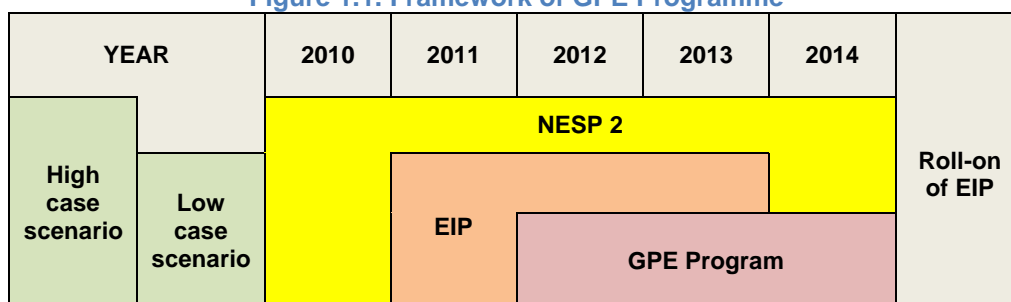 Figure 1.1: Framework of GPE Programme
YEAR
2010
2011
2012
2013
2014
Roll-on
of EIP
High
case
scenario
Low
case
scenario
NESP 2
EIP
GPE Program